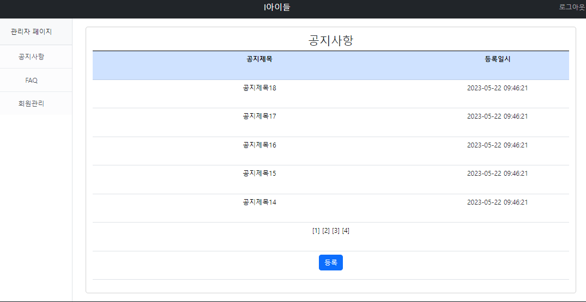 I아이들
로그아웃
관리자 페이지
공지사항
FAQ
회원관리
공지사항
공지제목 등록일시
공지제목18 2023-05-22 09:46:21
공지제목17 2023-05-22 09:46:21
공지제목16 2023-05-22 09:46:21
공지제목15 2023-05-22 09:46:21
공지제목14 2023-05-22 09:46:21
[1] [2] [3] [4]
등록